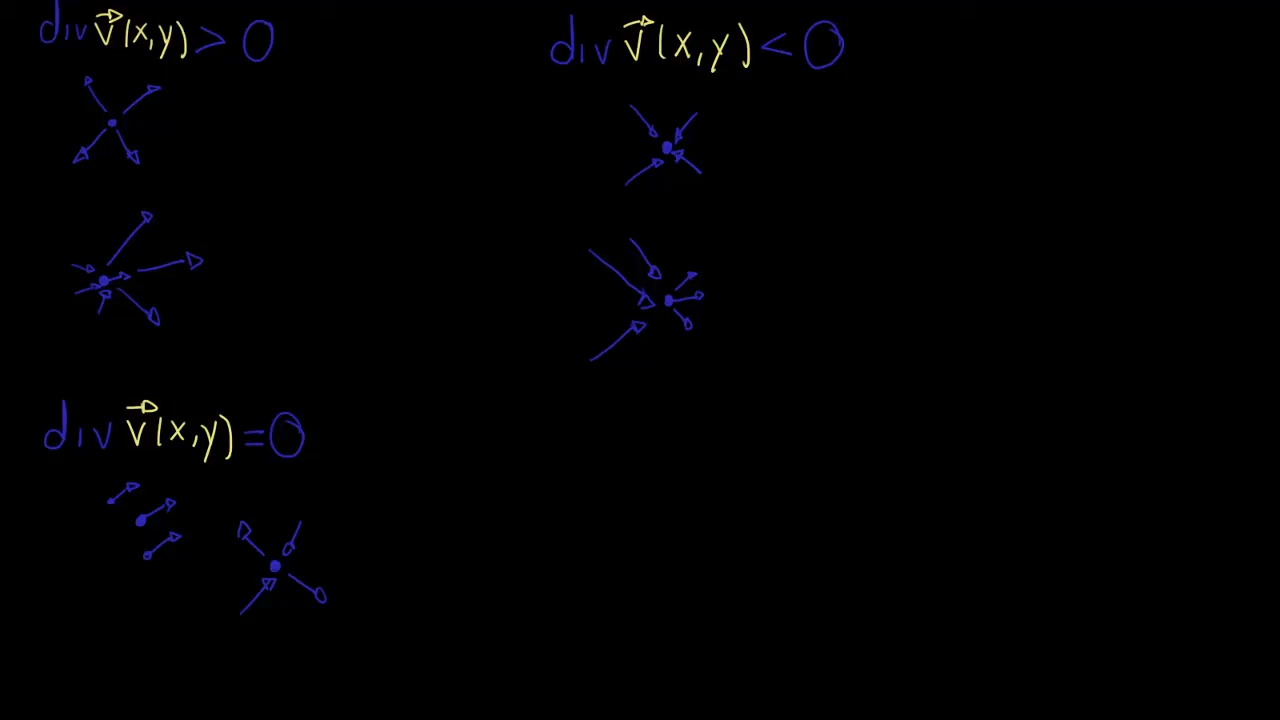 div v⃗(x,y) > 0
div v⃗(x,y) < 0
div v⃗(x,y) = 0